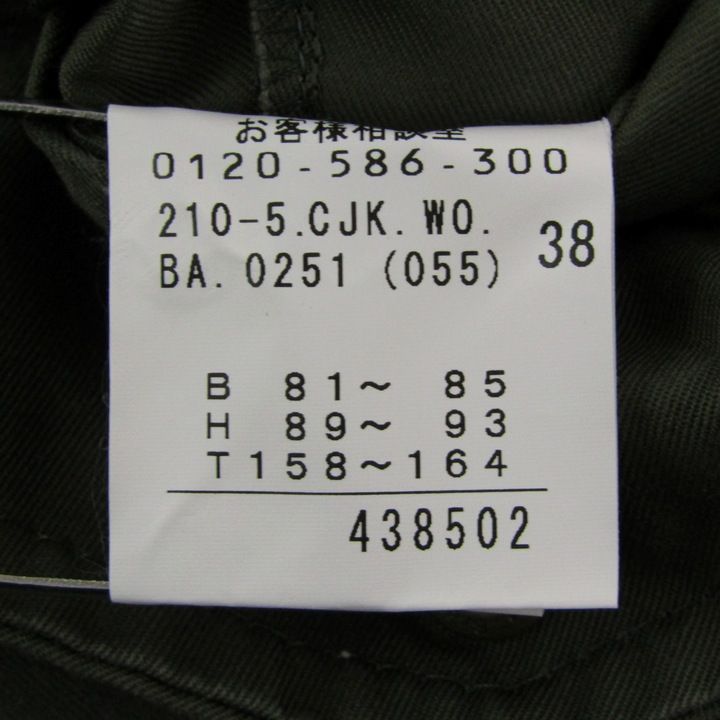 お客様相談室
0120-586-300
210-5.CJK.WO.
BA.0251 (055)
38
B 81～ 85
H 89～ 93
T158～164
438502